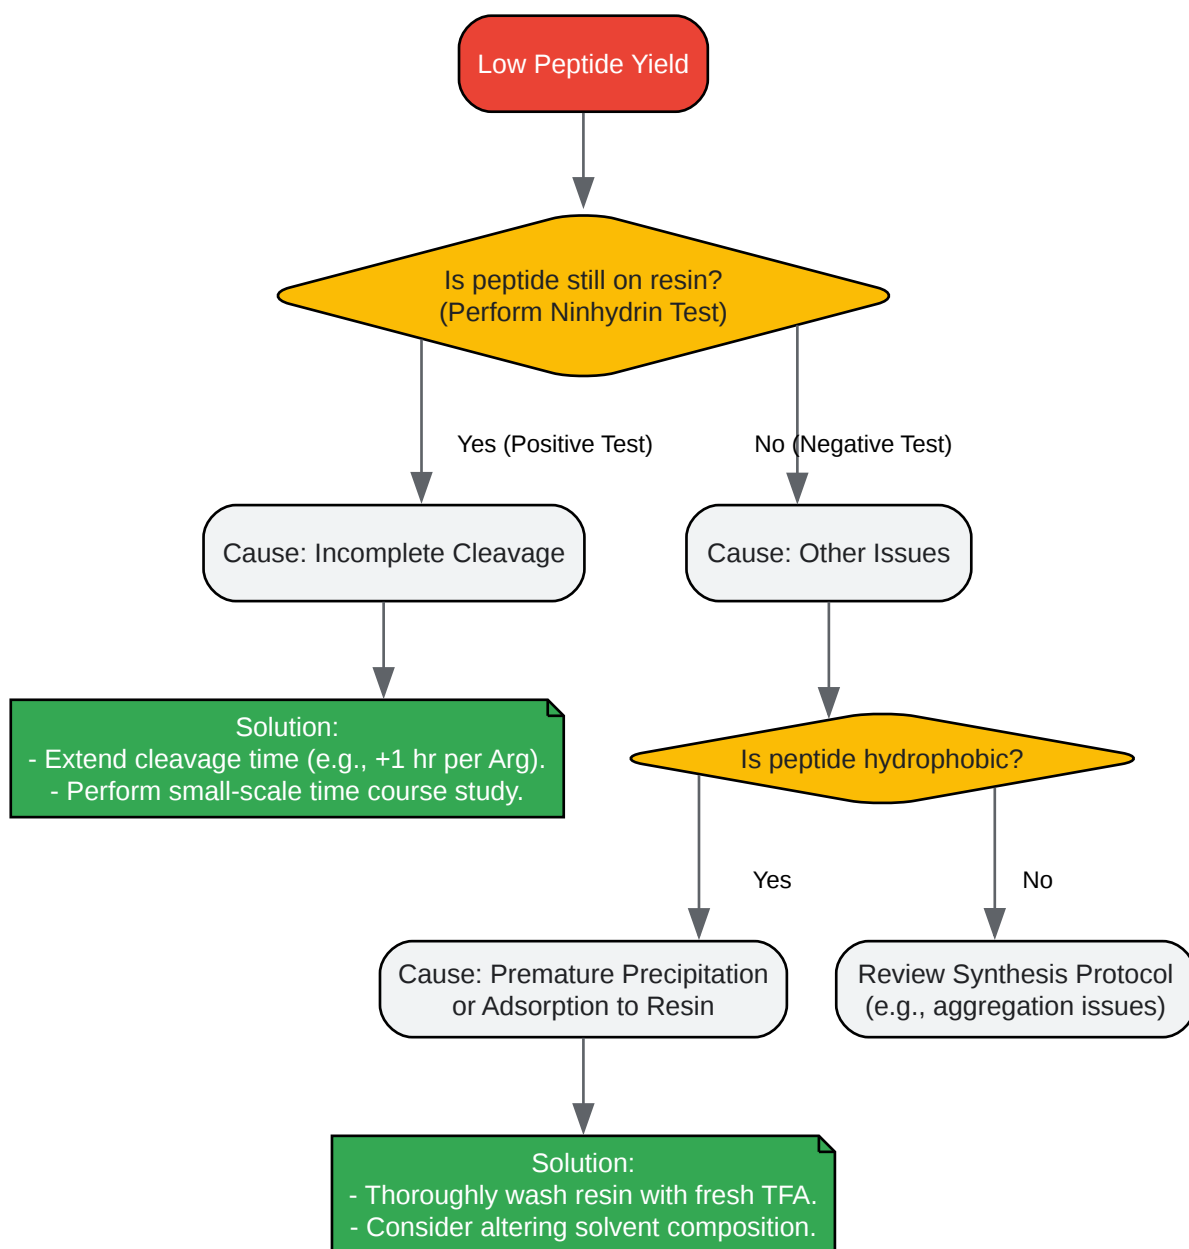 Low Peptide Yield
Is peptide still on resin?
(Perform Ninhydrin Test)
Yes (Positive Test)
No (Negative Test)
Cause: Incomplete Cleavage
Cause: Other Issues
Solution:
- Extend cleavage time (e.g., +1 hr per Arg).
- Perform small-scale time course study.
Is peptide hydrophobic?
Yes
No
Cause: Premature Precipitation
or Adsorption to Resin
Review Synthesis Protocol
(e.g., aggregation issues)
Solution:
- Thoroughly wash resin with fresh TFA.
- Consider altering solvent composition.